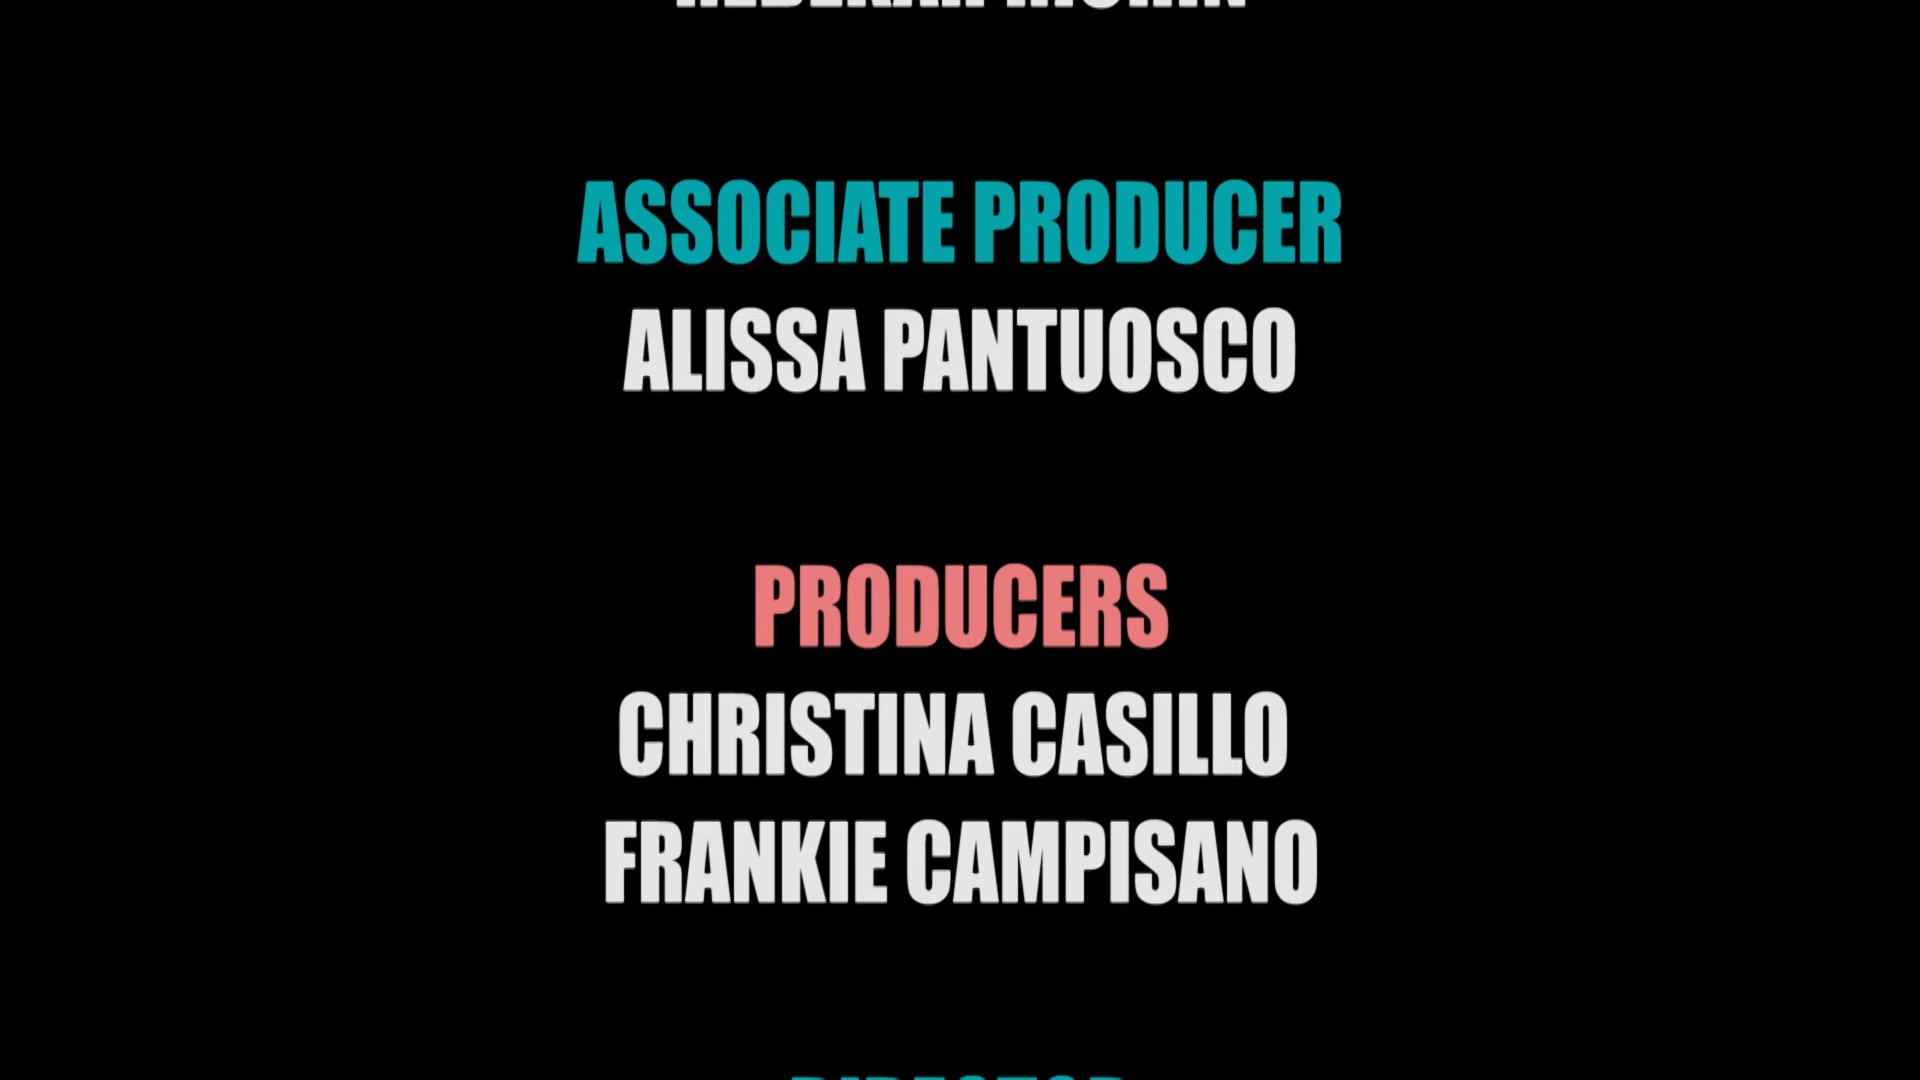 ASSOCIATE PRODUCER
ALISSA PANTUOSCO
PRODUCERS
CHRISTINA CASILLO
FRANKIE CAMPISANO